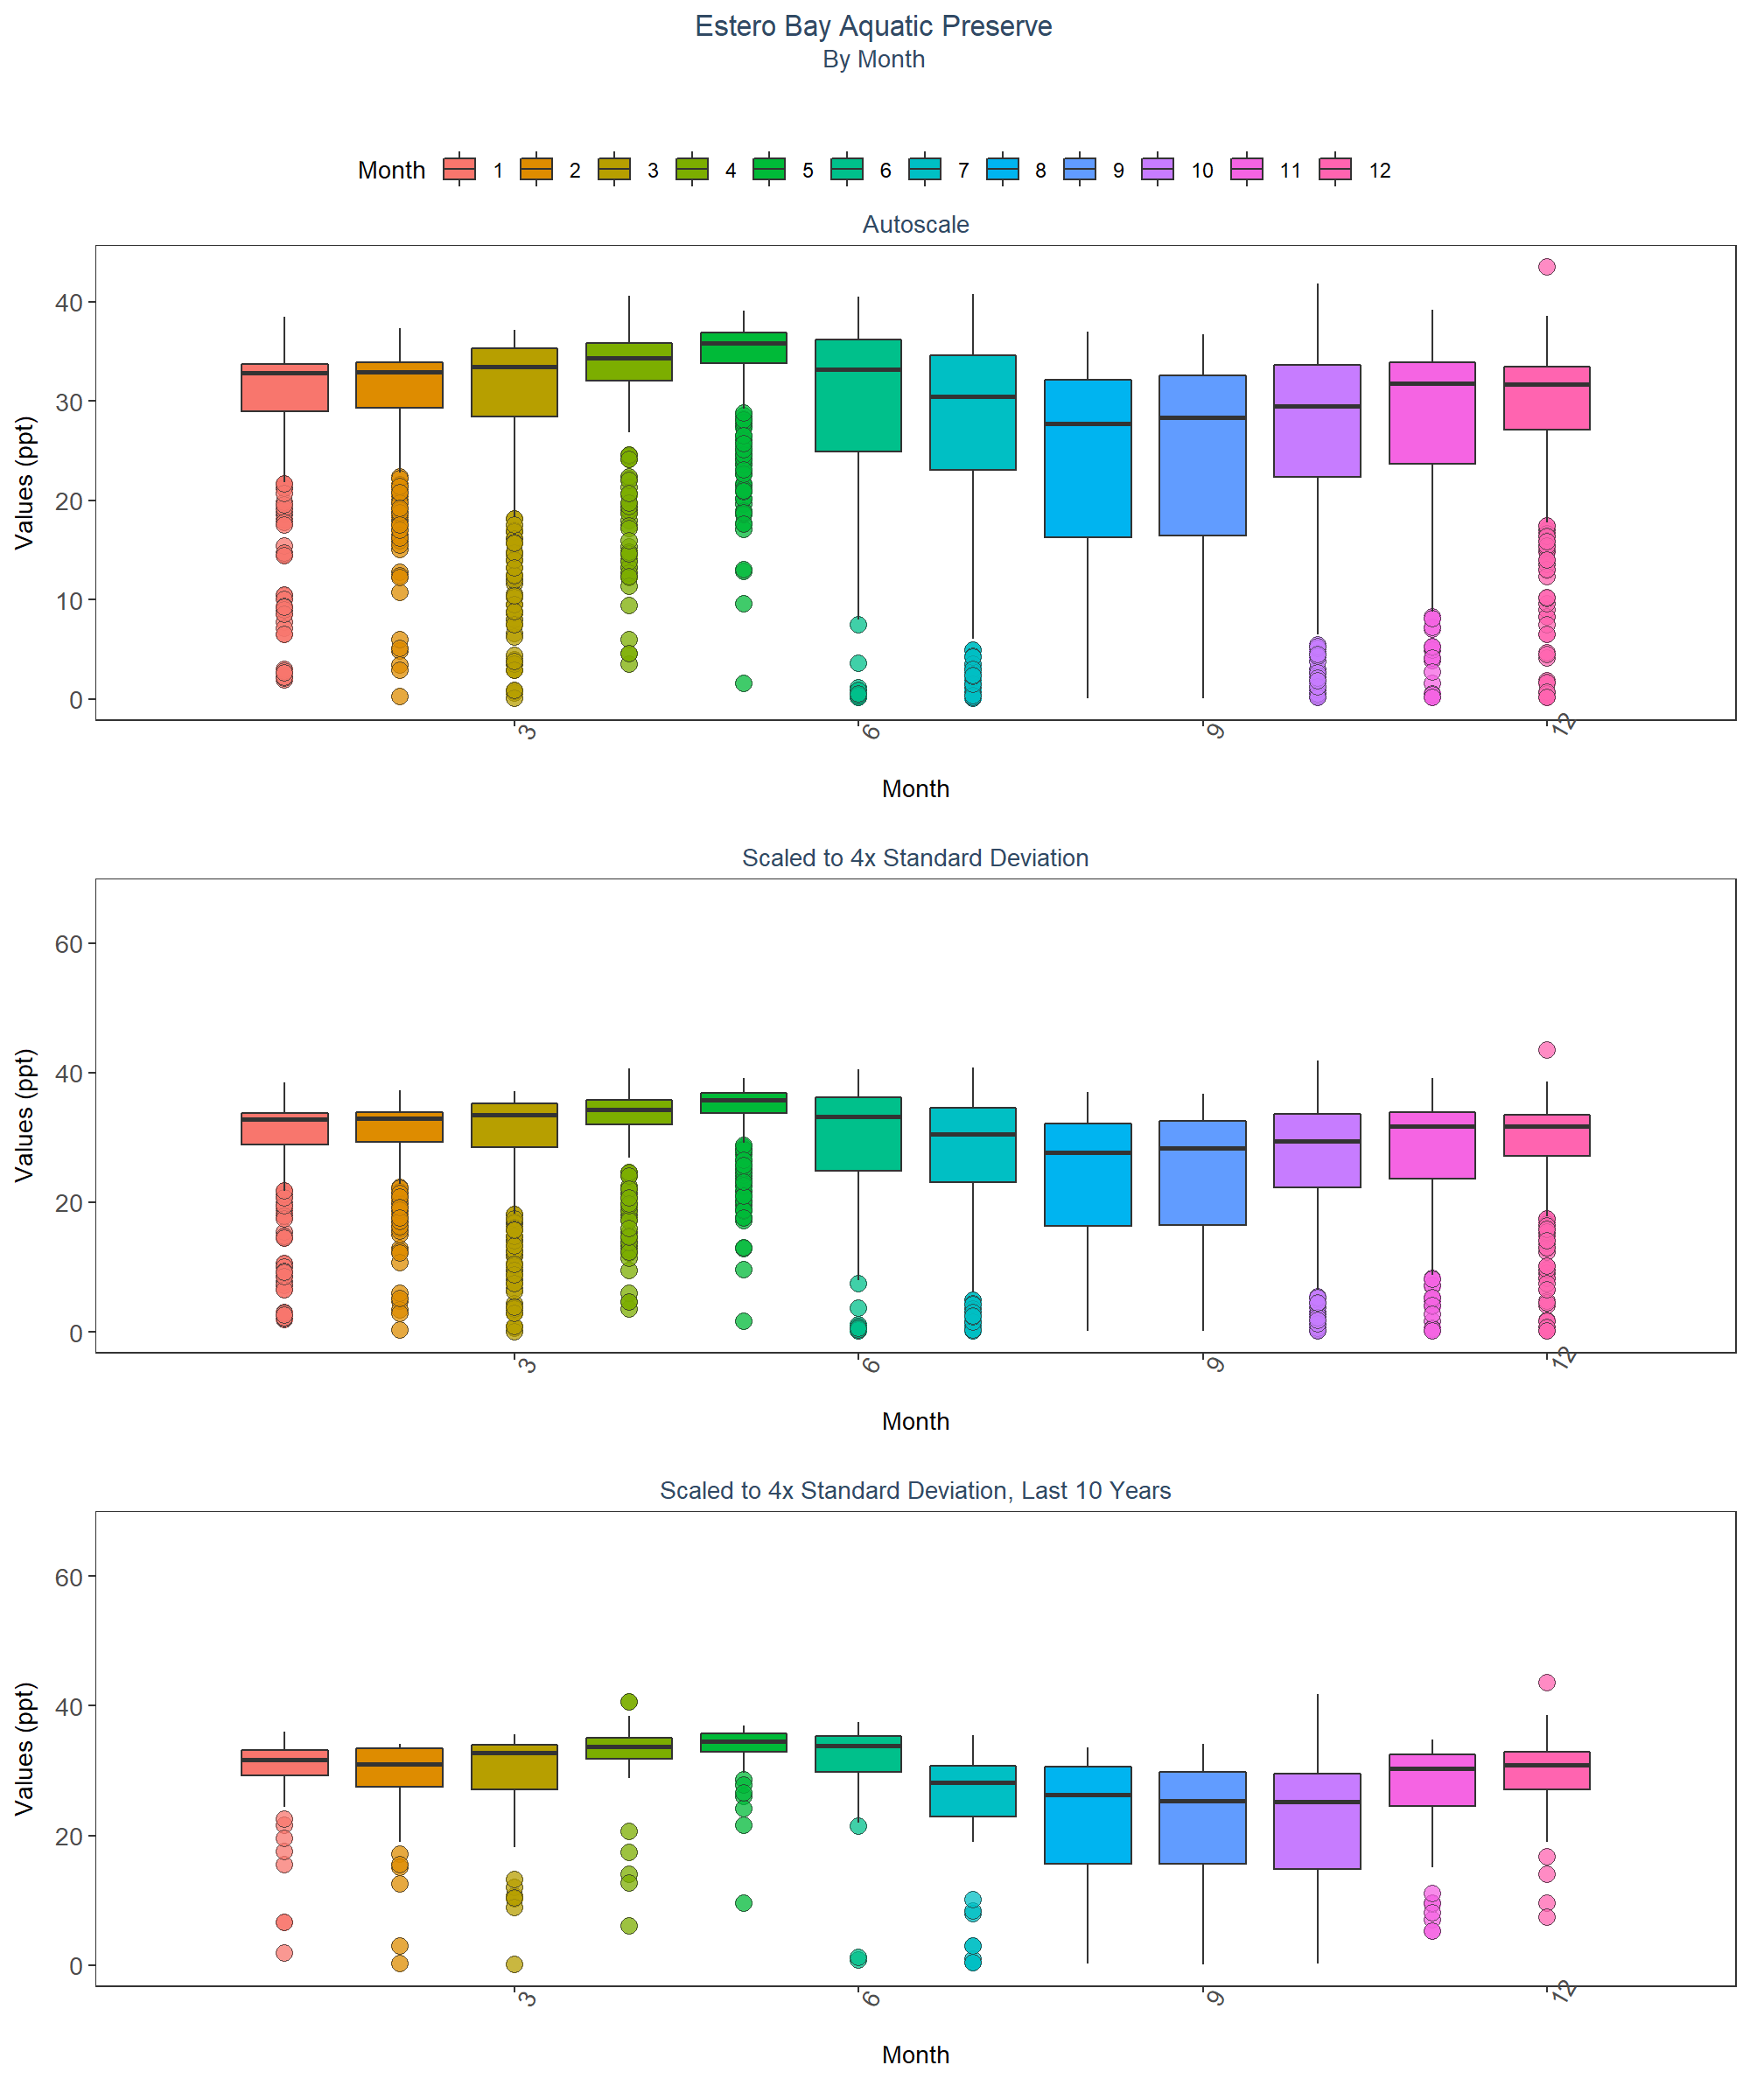 Estero Bay Aquatic Preserve
By Month
Month 1 2 3 4 5 6 7 8 9 10 11 12
Autoscale
Values (ppt)
40
30
20
10
0
3 6 9 12
Month
Scaled to 4x Standard Deviation
Values (ppt)
60
40
20
0
3 6 9 12
Month
Scaled to 4x Standard Deviation, Last 10 Years
Values (ppt)
60
40
20
0
3 6 9 12
Month